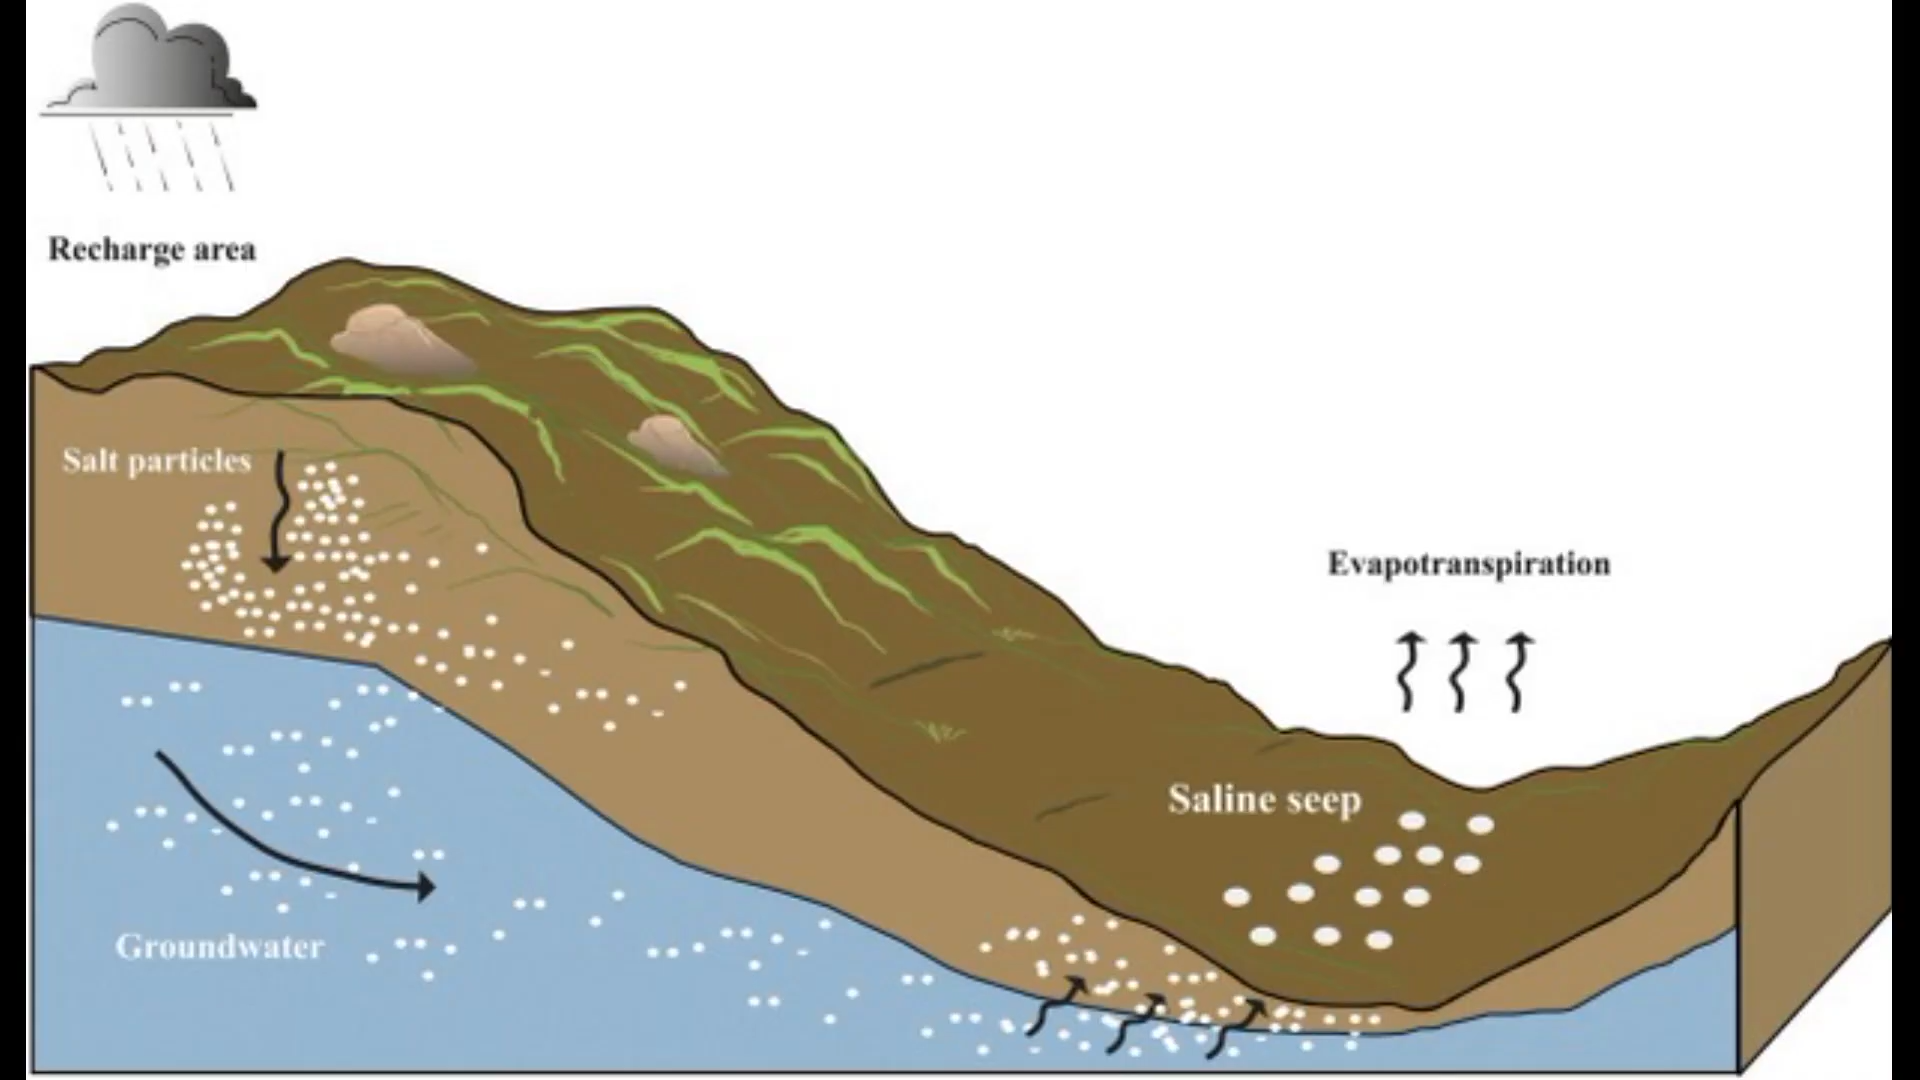 Recharge area
Salt particles
Evapotranspiration
Saline seep
Groundwater